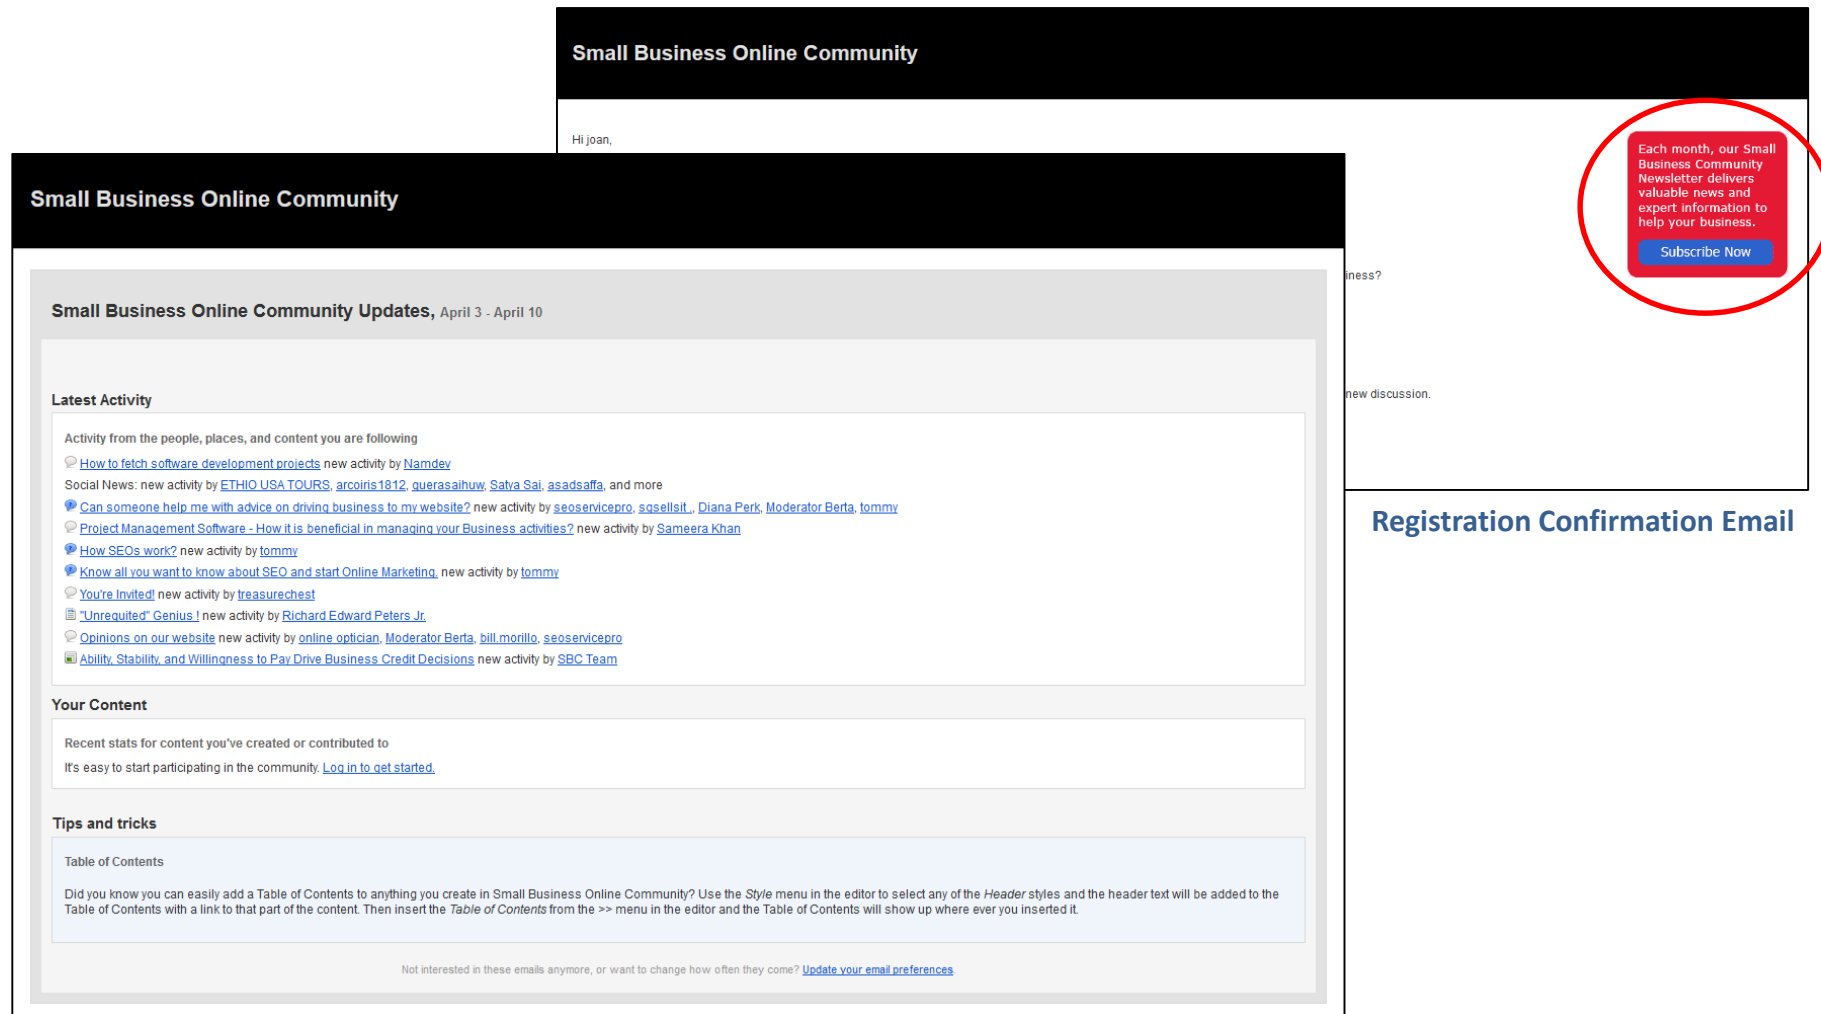 Small Business Online Community
Hi joan,
Each month, our Small
Business Community
Newsletter delivers
valuable news and
expert information to
help your business.
Subscribe Now
iness?
new discussion.
Registration Confirmation Email
Small Business Online Community
Small Business Online Community Updates, April 3 - April 10
Latest Activity
Activity from the people, places, and content you are following
How to fetch software development projects new activity by Namdev
Social News: new activity by ETHIO USA TOURS, arcoiris1812, querasaihuw, Satya Sai, asadsaffa, and more
Can someone help me with advice on driving business to my website? new activity by seoservicepro, sqsellsit ., Diana Perk, Moderator Berta, tommy
Project Management Software - How it is beneficial in managing your Business activities? new activity by Sameera Khan
How SEOs work? new activity by tommy
Know all you want to know about SEO and start Online Marketing. new activity by tommy
You're Invited! new activity by treasurechest
"Unrequited" Genius ! new activity by Richard Edward Peters Jr.
Opinions on our website new activity by online optician, Moderator Berta, bill.morillo, seoservicepro
Ability, Stability, and Willingness to Pay Drive Business Credit Decisions new activity by SBC Team
Your Content
Recent stats for content you've created or contributed to
It's easy to start participating in the community. Log in to get started.
Tips and tricks
Table of Contents
Did you know you can easily add a Table of Contents to anything you create in Small Business Online Community? Use the Style menu in the editor to select any of the Header styles and the header text will be added to the
Table of Contents with a link to that part of the content. Then insert the Table of Contents from the >> menu in the editor and the Table of Contents will show up where ever you inserted it.
Not interested in these emails anymore, or want to change how often they come? Update your email preferences.